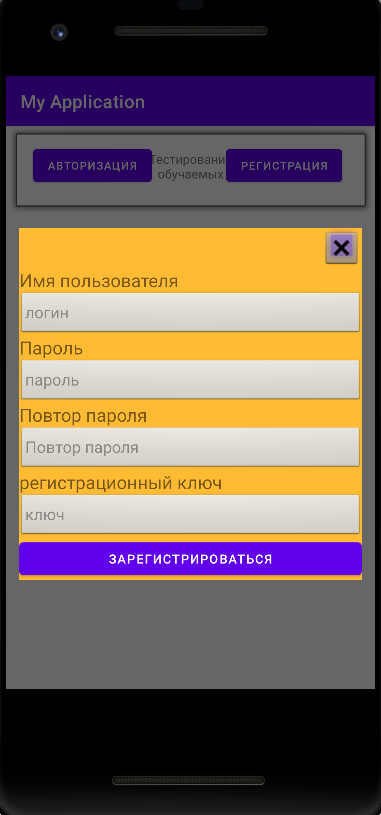 My Application
АВТОРИЗАЦИЯ
Тестировани
обучаемых
РЕГИСТРАЦИЯ
Имя пользователя
логин
Пароль
пароль
Повтор пароля
Повтор пароля
регистрационный ключ
ключ
ЗАРЕГИСТРИРОВАТЬСЯ